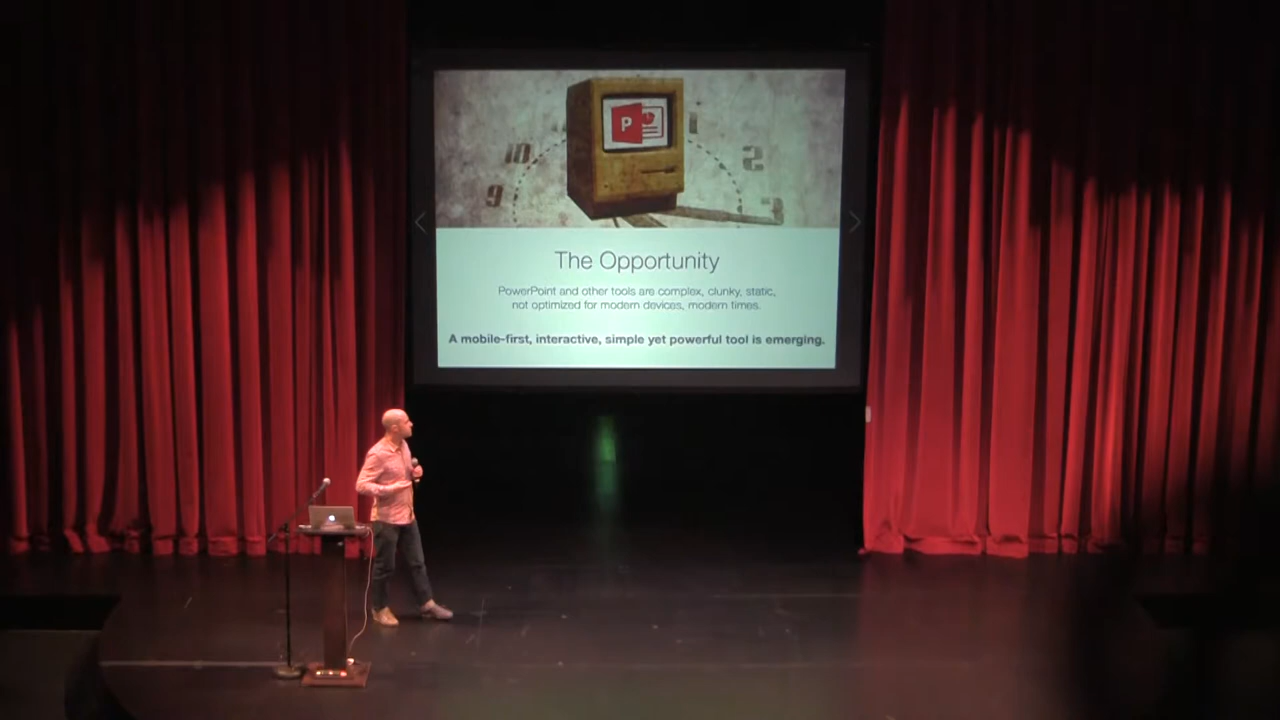 P
10
1
9
2
3
The Opportunity
PowerPoint and other tools are complex, clunky, static,
not optimized for modern devices, modern times.
A mobile-first, interactive, simple yet powerful tool is emerging.